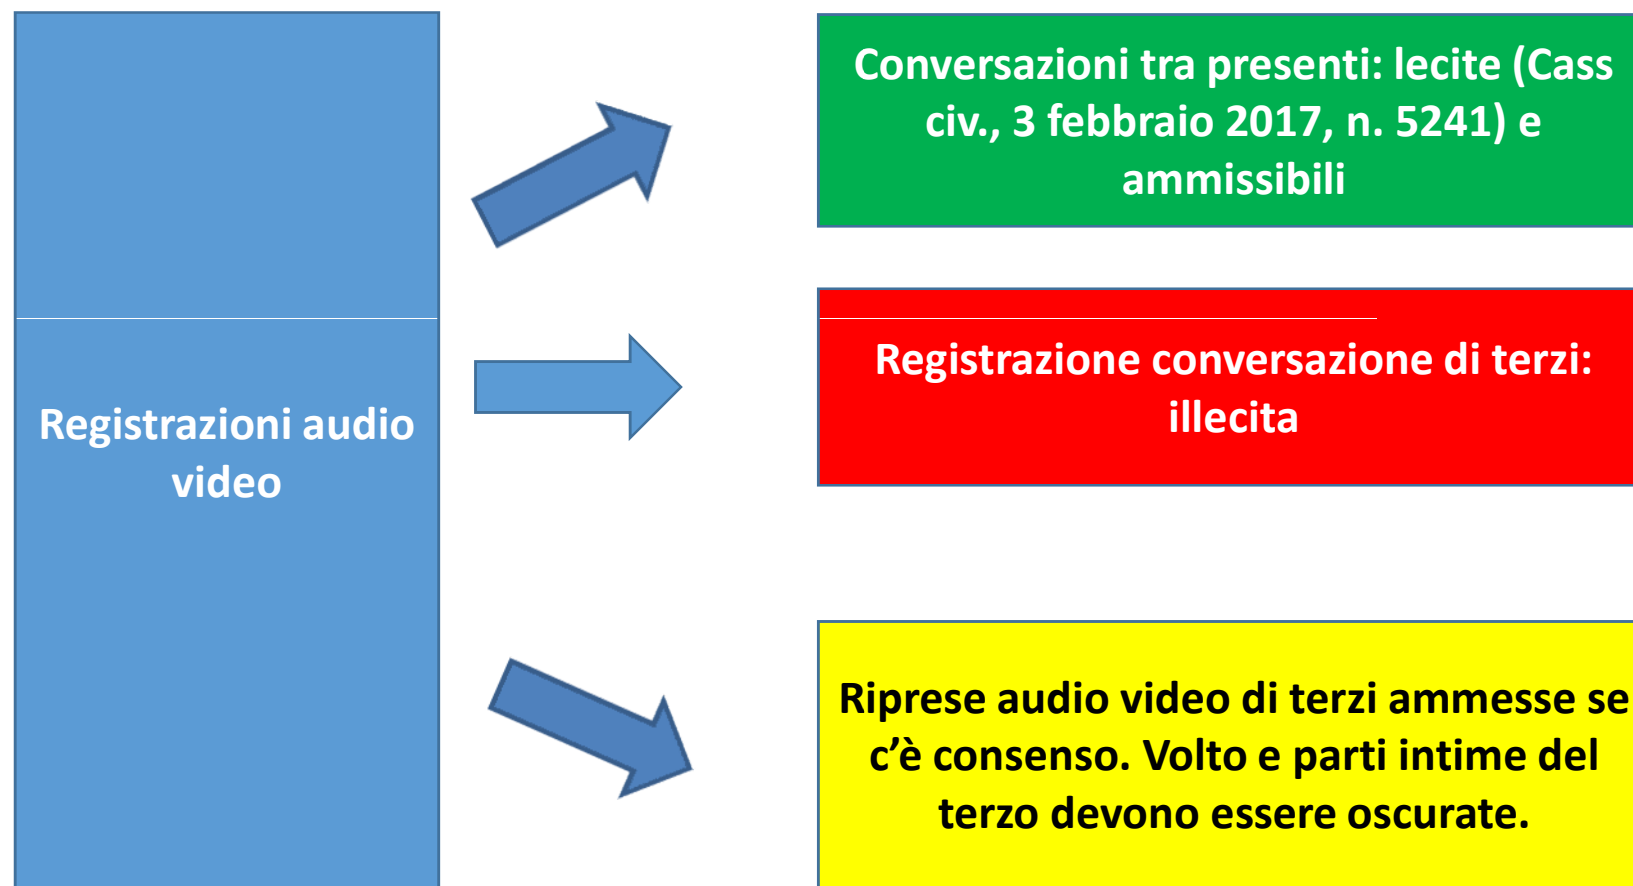 Registrazioni audio
video
Conversazioni tra presenti: lecite (Cass
civ., 3 febbraio 2017, n. 5241) e
ammissibili
Registrazione conversazione di terzi:
illecita
Riprese audio video di terzi ammesse se
c’è consenso. Volto e parti intime del
terzo devono essere oscurate.